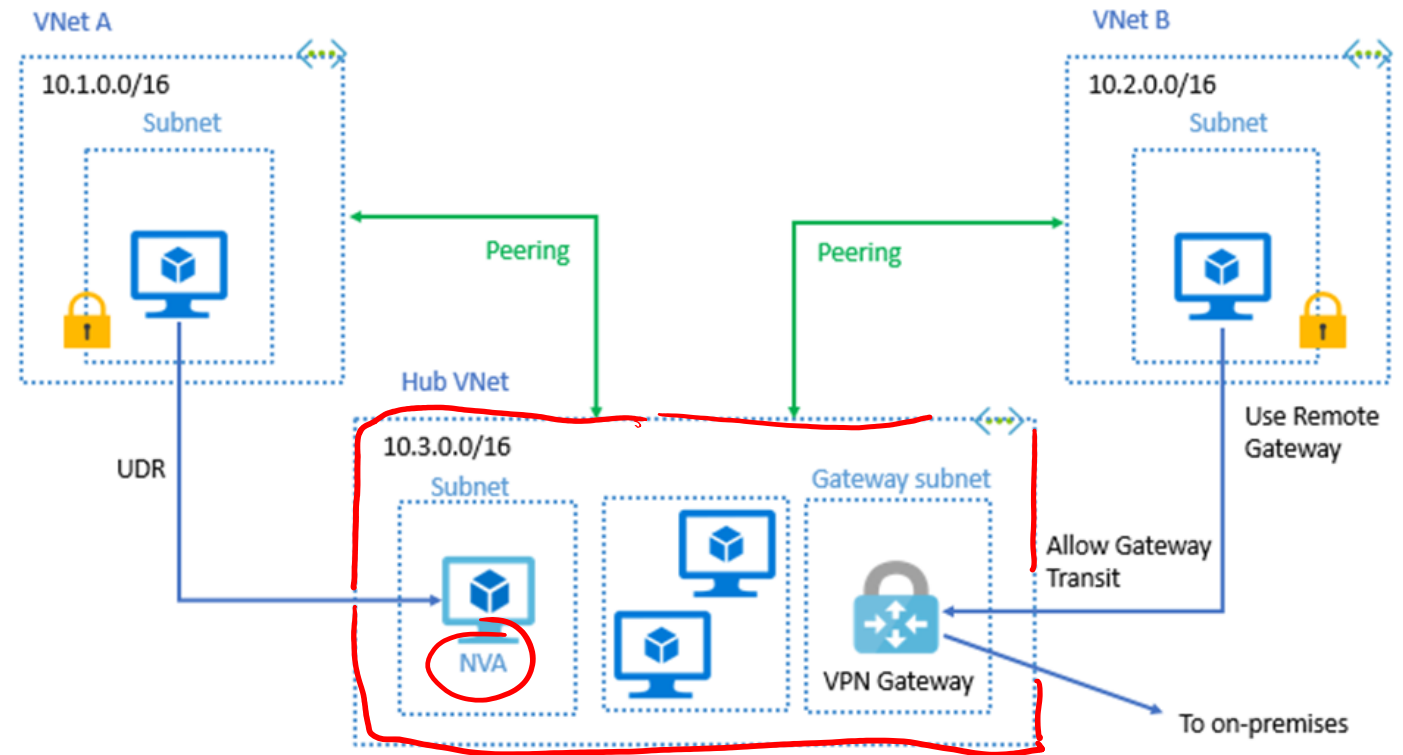 VNet A
VNet B
10.1.0.0/16
10.2.0.0/16
Subnet
Subnet
Peering
Peering
Hub VNet
Use Remote
Gateway
10.3.0.0/16
UDR
Subnet
Gateway subnet
Allow Gateway
Transit
NVA
VPN Gateway
To on-premises